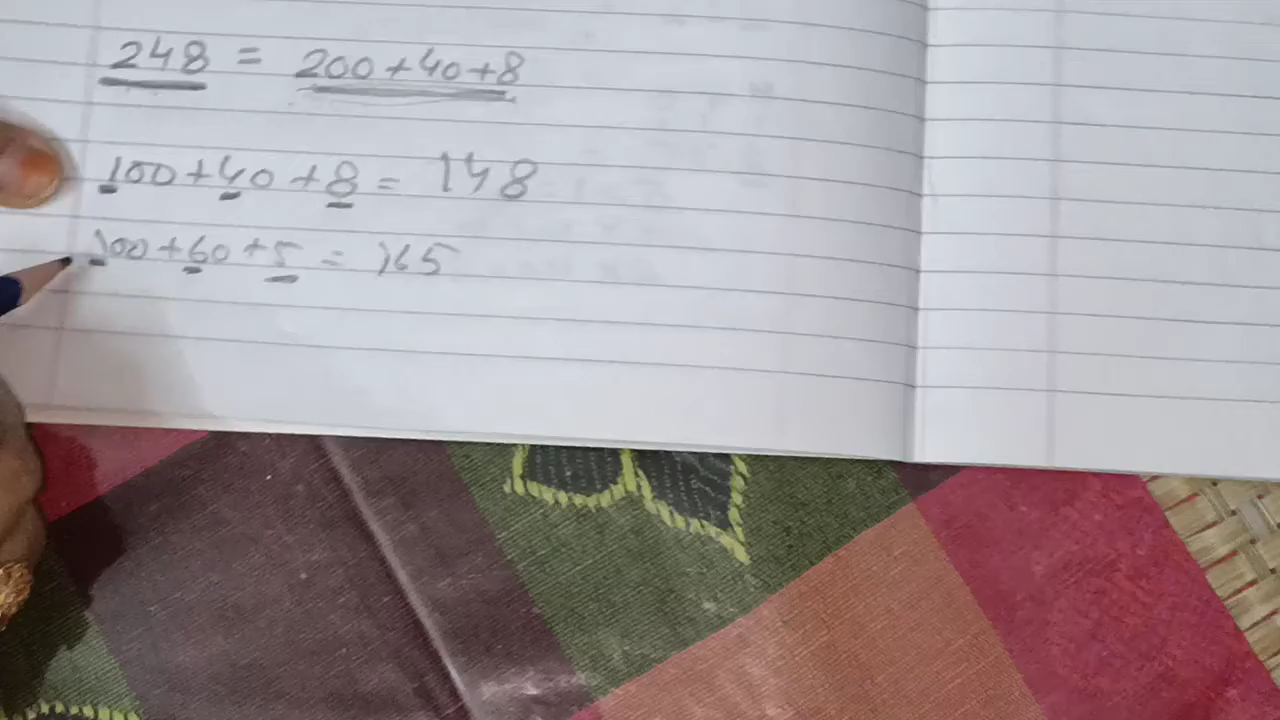 248 = 200+40+8
100+40+8= 148
100+60+5 = 165